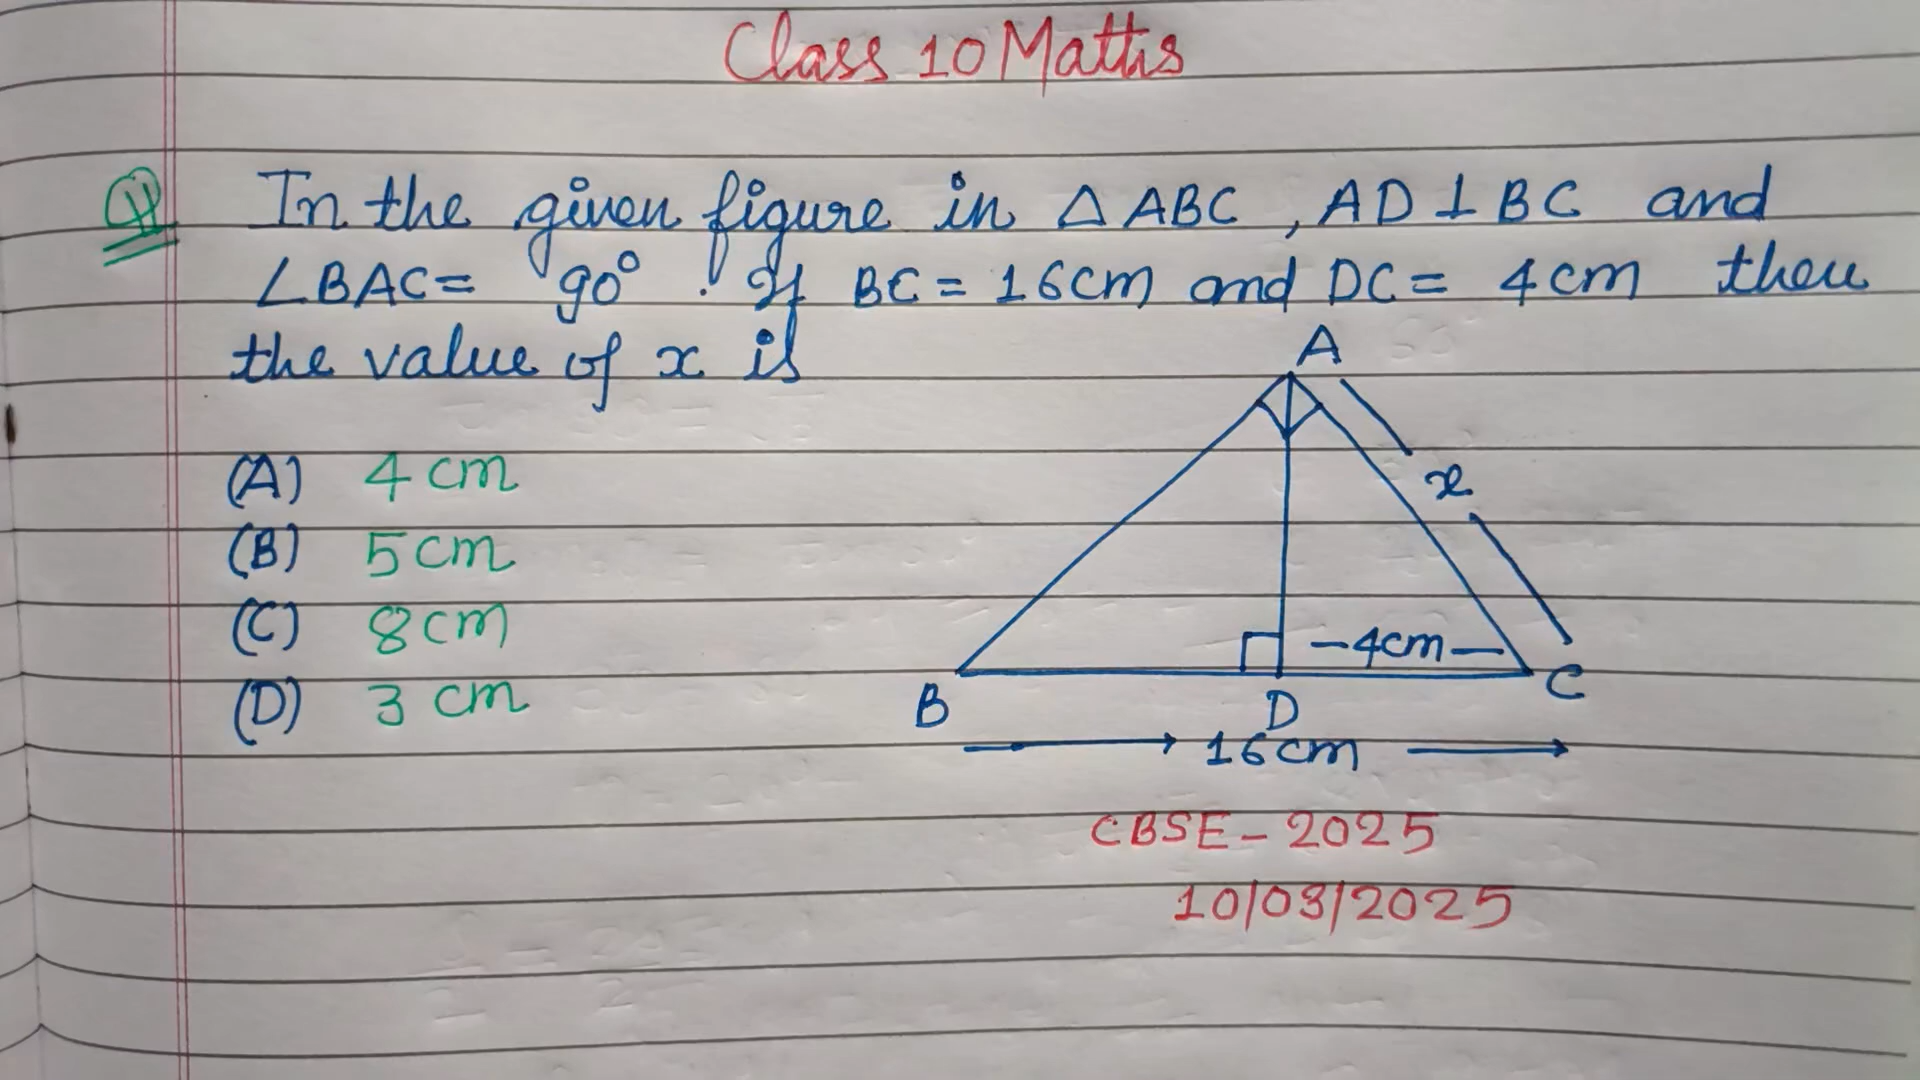 Class 10 Maths
Q In the given figure in △ ABC , AD ⊥ BC and
∠BAC = 90° . If BC = 16cm and DC = 4cm then
the value of x is
(A) 4 cm
(B) 5 cm
(C) 8 cm
(D) 3 cm
A
x
-4cm-
B D C
16cm
CBSE - 2025
10/03/2025